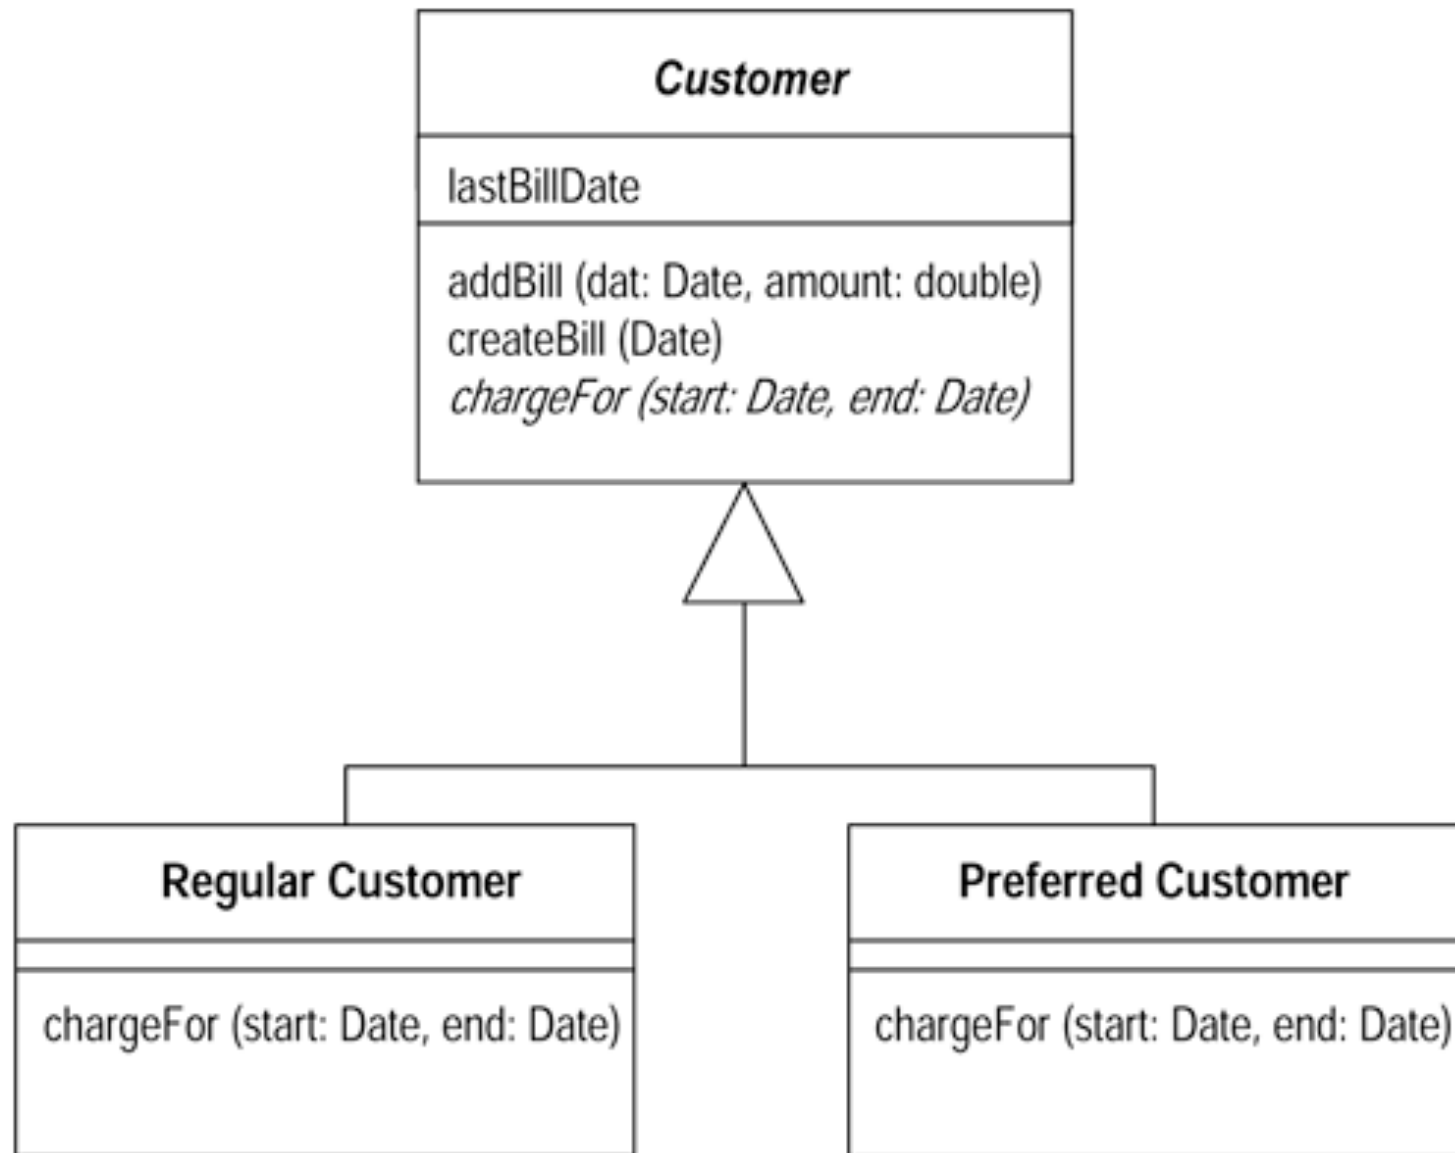 Customer
lastBillDate
addBill (dat: Date, amount: double)
createBill (Date)
chargeFor (start: Date, end: Date)
Regular Customer
chargeFor (start: Date, end: Date)
Preferred Customer
chargeFor (start: Date, end: Date)